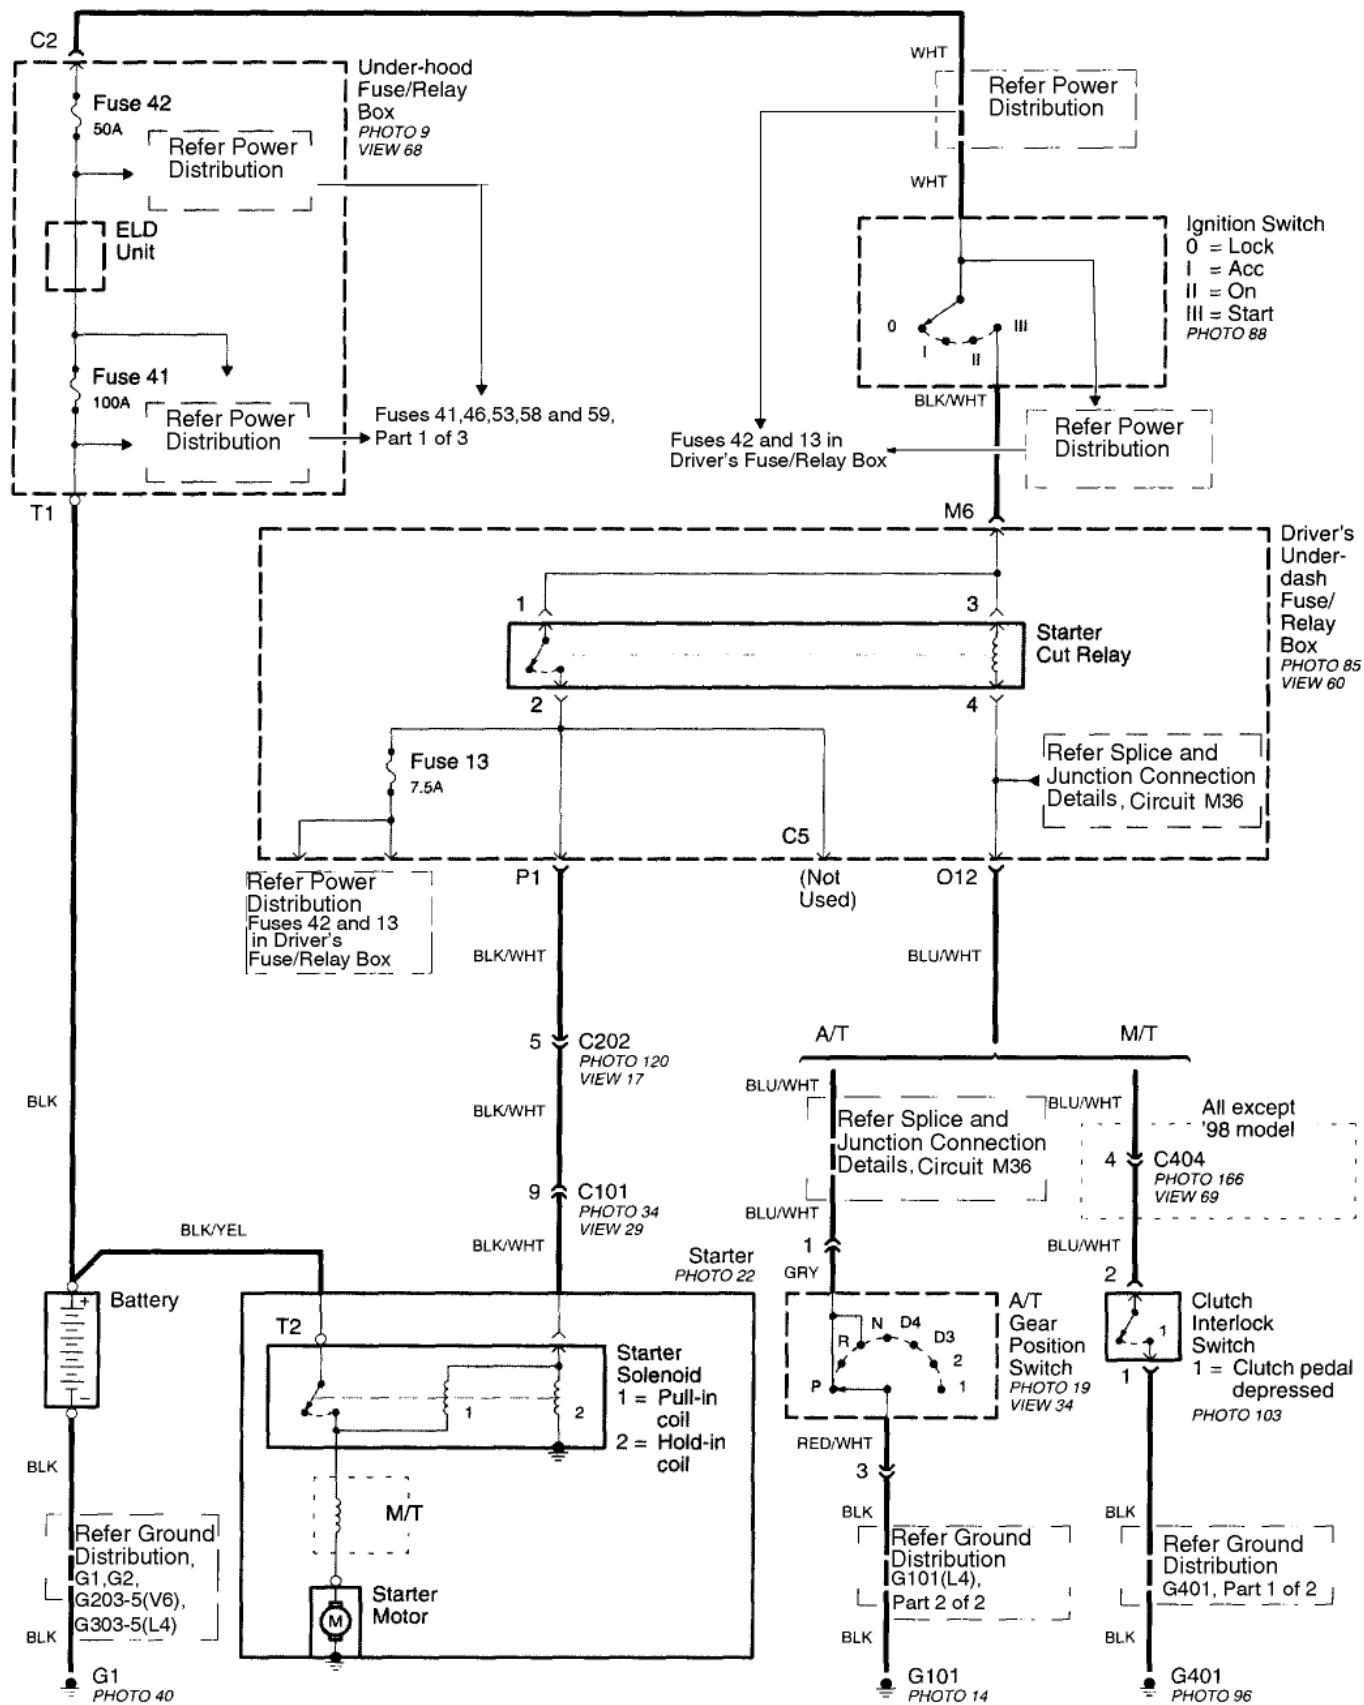 C2
Under-hood
Fuse/Relay
Box
PHOTO 9
VIEW 68
Fuse 42
50A
Refer Power
Distribution
ELD
Unit
Fuse 41
100A
Refer Power
Distribution
Fuses 41,46,53,58 and 59,
Part 1 of 3
T1
WHT
Refer Power
Distribution
WHT
Ignition Switch
0 = Lock
I = Acc
II = On
III = Start
PHOTO 88
0
I
II
III
BLK/WHT
Refer Power
Distribution
Fuses 42 and 13 in
Driver's Fuse/Relay Box
M6
Driver's
Under-
dash
Fuse/
Relay
Box
PHOTO 85
VIEW 60
1
3
Starter
Cut Relay
2
4
Fuse 13
7.5A
Refer Splice and
Junction Connection
Details, Circuit M36
C5
Refer Power
Distribution
Fuses 42 and 13
in Driver's
Fuse/Relay Box
P1
(Not
Used)
O12
BLK/WHT
BLU/WHT
5
C202
PHOTO 120
VIEW 17
A/T
M/T
BLK
BLK/WHT
BLU/WHT
Refer Splice and
Junction Connection
Details, Circuit M36
BLU/WHT
All except
'98 model
4
C404
PHOTO 166
VIEW 69
9
C101
PHOTO 34
VIEW 29
BLU/WHT
BLK/YEL
BLK/WHT
Starter
PHOTO 22
1
GRY
BLU/WHT
2
Battery
+
-
T2
Starter
Solenoid
1 = Pull-in
coil
2 = Hold-in
coil
1
2
P
R
N
D4
D3
2
1
A/T
Gear
Position
Switch
PHOTO 19
VIEW 34
1
Clutch
Interlock
Switch
1 = Clutch pedal
depressed
PHOTO 103
1
BLK
RED/WHT
3
M/T
BLK
BLK
Refer Ground
Distribution,
G1,G2,
G203-5(V6),
G303-5(L4)
Starter
Motor
M
Refer Ground
Distribution
G101(L4),
Part 2 of 2
Refer Ground
Distribution
G401, Part 1 of 2
BLK
BLK
BLK
G1
PHOTO 40
G101
PHOTO 14
G401
PHOTO 96